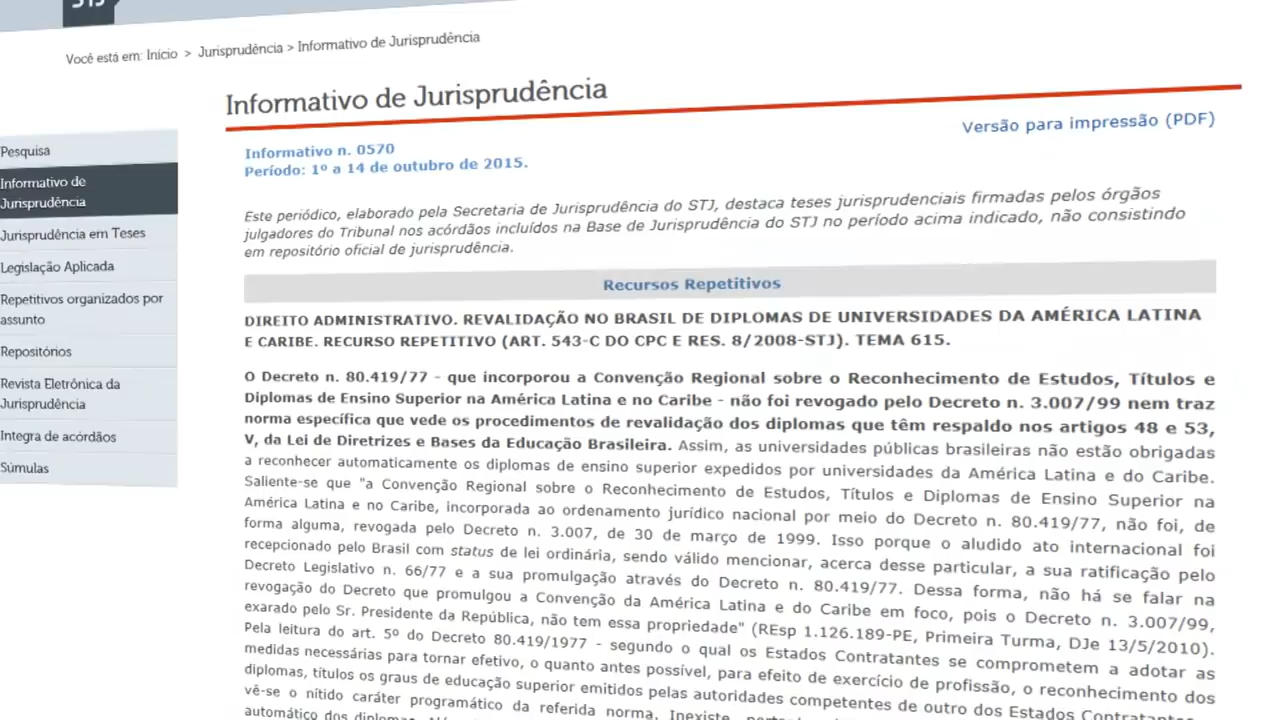 STJ
Você está em: Início > Jurisprudência > Informativo de Jurisprudência
Informativo de Jurisprudência
Versão para impressão (PDF)
Informativo n. 0570
Período: 1º a 14 de outubro de 2015.
Pesquisa
Informativo de
Jurisprudência
Jurisprudência em Teses
Legislação Aplicada
Repetitivos organizados por
assunto
Repositórios
Revista Eletrônica da
Jurisprudência
Integra de acórdãos
Súmulas
Este periódico, elaborado pela Secretaria de Jurisprudência do STJ, destaca teses jurisprudenciais firmadas pelos órgãos
julgadores do Tribunal nos acórdãos incluídos na Base de Jurisprudência do STJ no período acima indicado, não consistindo
em repositório oficial de jurisprudência.
Recursos Repetitivos
DIREITO ADMINISTRATIVO. REVALIDAÇÃO NO BRASIL DE DIPLOMAS DE UNIVERSIDADES DA AMÉRICA LATINA
E CARIBE. RECURSO REPETITIVO (ART. 543-C DO CPC E RES. 8/2008-STJ). TEMA 615.
O Decreto n. 80.419/77 - que incorporou a Convenção Regional sobre o Reconhecimento de Estudos, Títulos e
Diplomas de Ensino Superior na América Latina e no Caribe - não foi revogado pelo Decreto n. 3.007/99 nem traz
norma específica que vede os procedimentos de revalidação dos diplomas que têm respaldo nos artigos 48 e 53,
V, da Lei de Diretrizes e Bases da Educação Brasileira. Assim, as universidades públicas brasileiras não estão obrigadas
a reconhecer automaticamente os diplomas de ensino superior expedidos por universidades da América Latina e do Caribe.
Saliente-se que "a Convenção Regional sobre o Reconhecimento de Estudos, Títulos e Diplomas de Ensino Superior na
América Latina e no Caribe, incorporada ao ordenamento jurídico nacional por meio do Decreto n. 80.419/77, não foi, de
forma alguma, revogada pelo Decreto n. 3.007, de 30 de março de 1999. Isso porque o aludido ato internacional foi
recepcionado pelo Brasil com status de lei ordinária, sendo válido mencionar, acerca desse particular, a sua ratificação pelo
Decreto Legislativo n. 66/77 e a sua promulgação através do Decreto n. 80.419/77. Dessa forma, não há se falar na
revogação do Decreto que promulgou a Convenção da América Latina e do Caribe em foco, pois o Decreto n. 3.007/99,
exarado pelo Sr. Presidente da República, não tem essa propriedade" (REsp 1.126.189-PE, Primeira Turma, DJe 13/5/2010).
Pela leitura do art. 5º do Decreto 80.419/1977 - segundo o qual os Estados Contratantes se comprometem a adotar as
medidas necessárias para tornar efetivo, o quanto antes possível, para efeito de exercício de profissão, o reconhecimento dos
diplomas, títulos os graus de educação superior emitidos pelas autoridades competentes de outro dos Estados Contratantes -
vê-se o nítido caráter programático da referida norma. Inexiste,
automático dos diplomas.